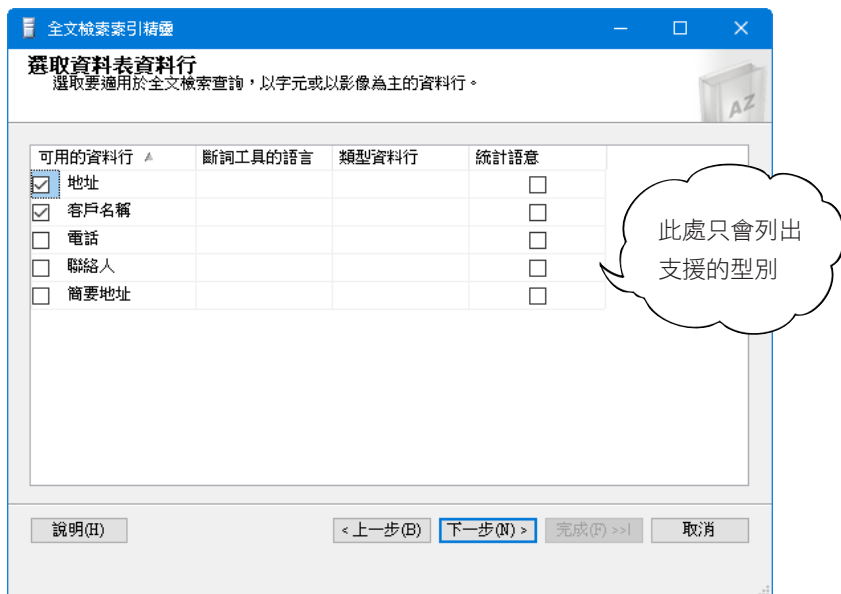 全文檢索索引精靈
選取資料表資料行
選取要適用於全文檢索查詢，以字元或以影像為主的資料行。
AZ
可用的資料行 斷詞工具的語言 類型資料行 統計語意
地址
客戶名稱
電話
聯絡人
簡要地址
此處只會列出
支援的型別
說明(H) < 上一步(B) 下一步(N) > 完成(F) >>| 取消